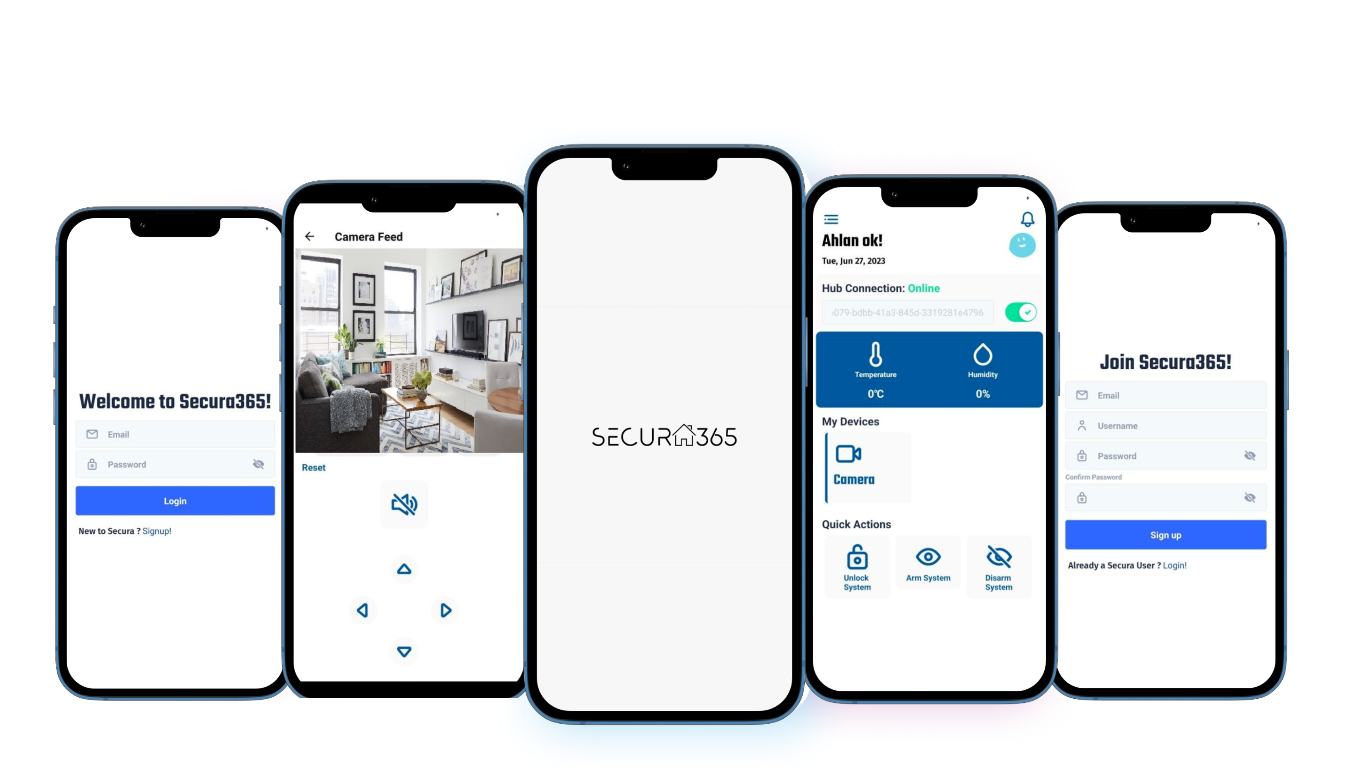 Welcome to Secura365!
Email
Password
Login
New to Secura ? Signup!
Camera Feed
Reset
SECURA365
Ahlan ok!
Tue, Jun 27, 2023
Hub Connection: Online
079-bdbb-41a3-845d-3319281e4796
Temperature
Humidity
0°C
0%
My Devices
Camera
Quick Actions
Unlock
System
Arm System
Disarm
System
Join Secura365!
Email
Username
Password
Confirm Password
Sign up
Already a Secura User ? Login!